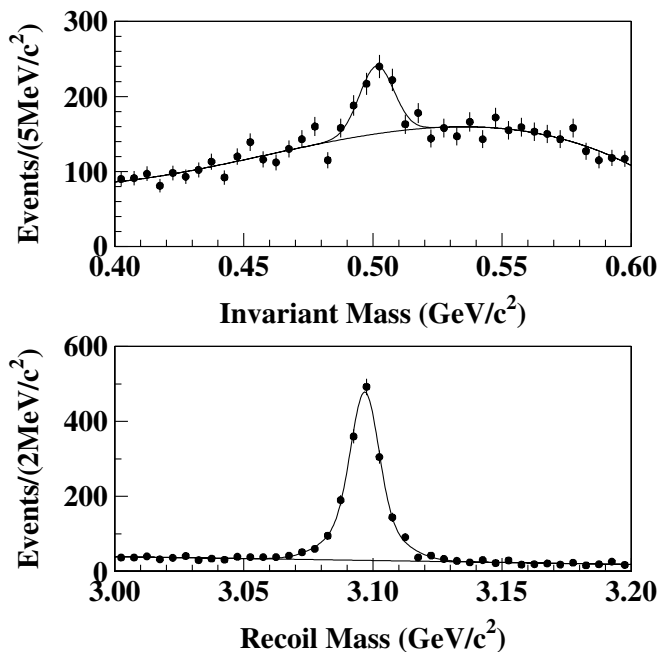 Events/(5MeV/c²)
300
200
100
0
0.40 0.45 0.50 0.55 0.60
Invariant Mass (GeV/c²)
Events/(2MeV/c²)
600
400
200
0
3.00 3.05 3.10 3.15 3.20
Recoil Mass (GeV/c²)